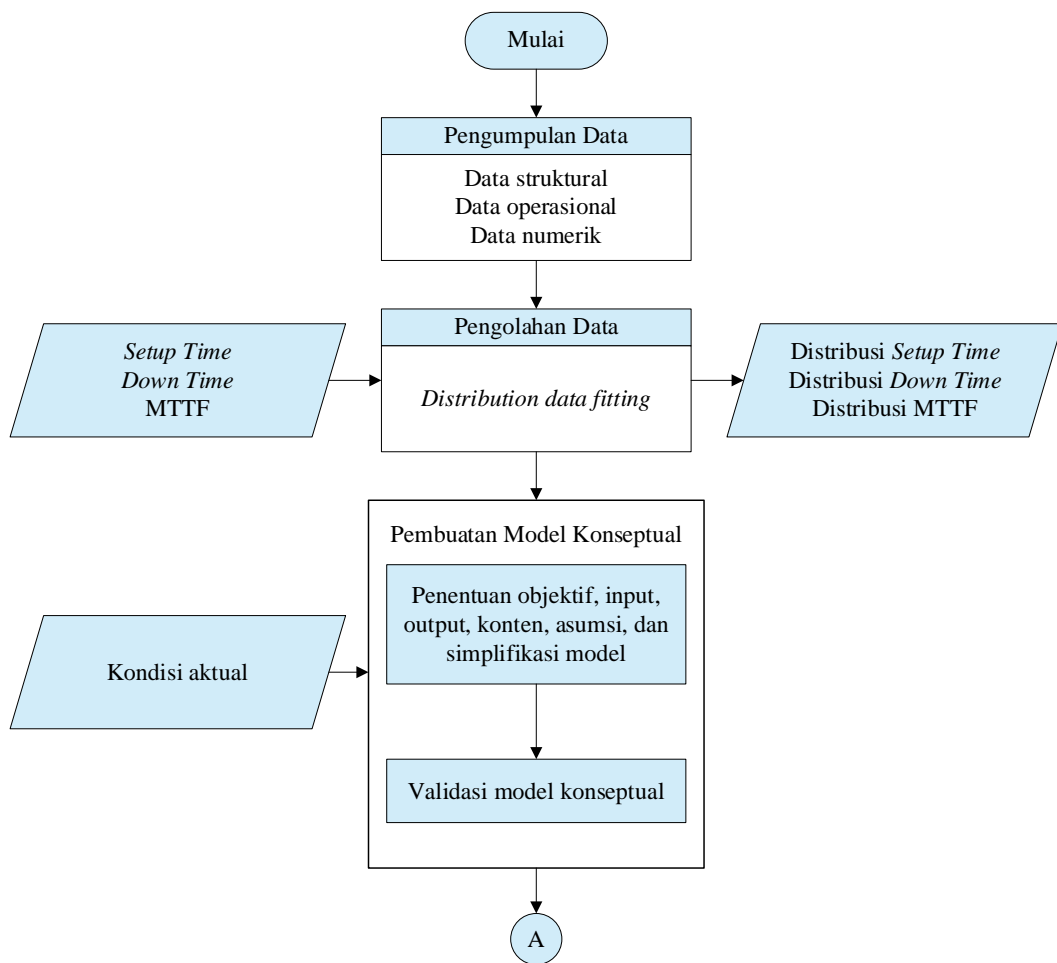 Mulai
Pengumpulan Data
Data struktural
Data operasional
Data numerik
Setup Time
Down Time
MTTF
Pengolahan Data
Distribution data fitting
Distribusi Setup Time
Distribusi Down Time
Distribusi MTTF
Kondisi aktual
Pembuatan Model Konseptual
Penentuan objektif, input,
output, konten, asumsi, dan
simplifikasi model
Validasi model konseptual
A